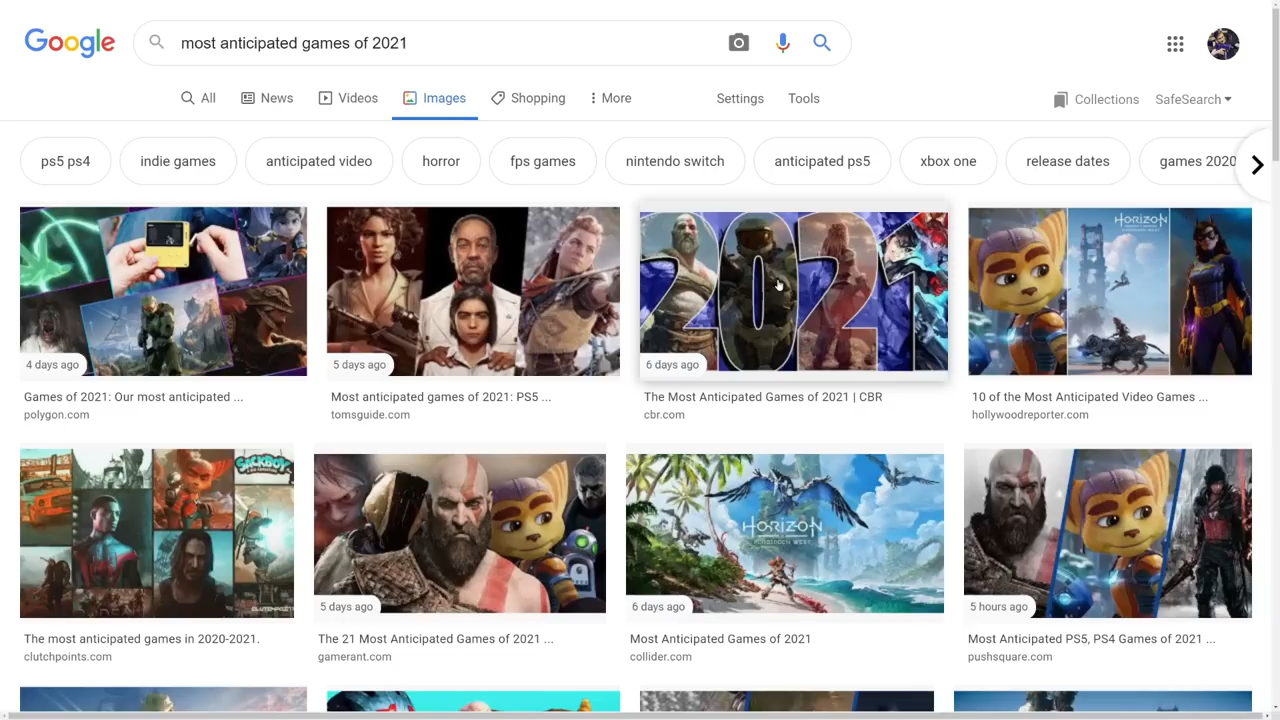 Google
most anticipated games of 2021
All
News
Videos
Images
Shopping
More
Settings
Tools
Collections
SafeSearch
ps5 ps4
indie games
anticipated video
horror
fps games
nintendo switch
anticipated ps5
xbox one
release dates
games 2020
4 days ago
Games of 2021: Our most anticipated ...
polygon.com
5 days ago
Most anticipated games of 2021: PS5 ...
tomsguide.com
2021
6 days ago
The Most Anticipated Games of 2021 | CBR
cbr.com
HORIZON
10 of the Most Anticipated Video Games ...
hollywoodreporter.com
SACKBOY
The most anticipated games in 2020-2021.
clutchpoints.com
5 days ago
The 21 Most Anticipated Games of 2021 ...
gamerant.com
HORIZON
FORBIDDEN WEST
6 days ago
Most Anticipated Games of 2021
collider.com
5 hours ago
Most Anticipated PS5, PS4 Games of 2021 ...
pushsquare.com